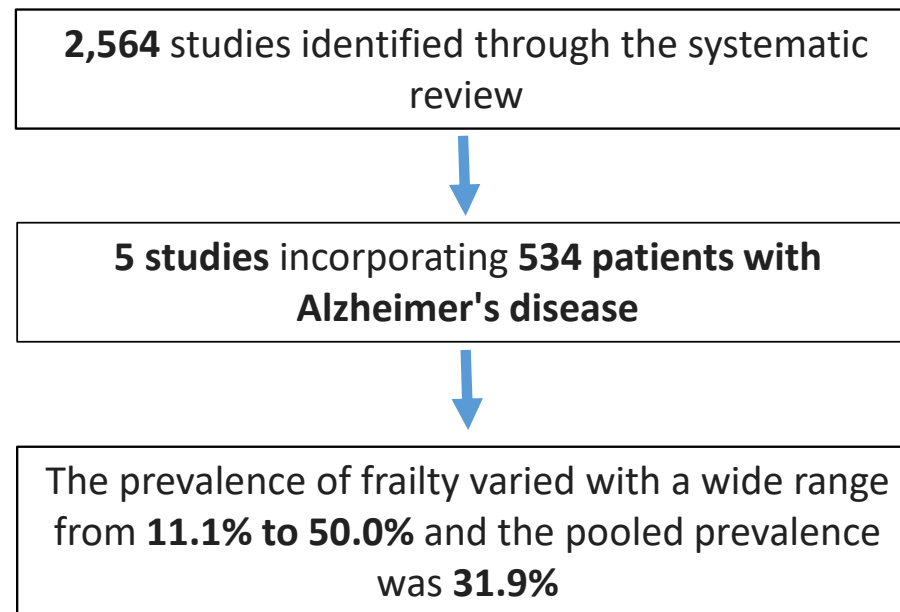 2,564 studies identified through the systematic
review
5 studies incorporating 534 patients with
Alzheimer's disease
The prevalence of frailty varied with a wide range
from 11.1% to 50.0% and the pooled prevalence
was 31.9%